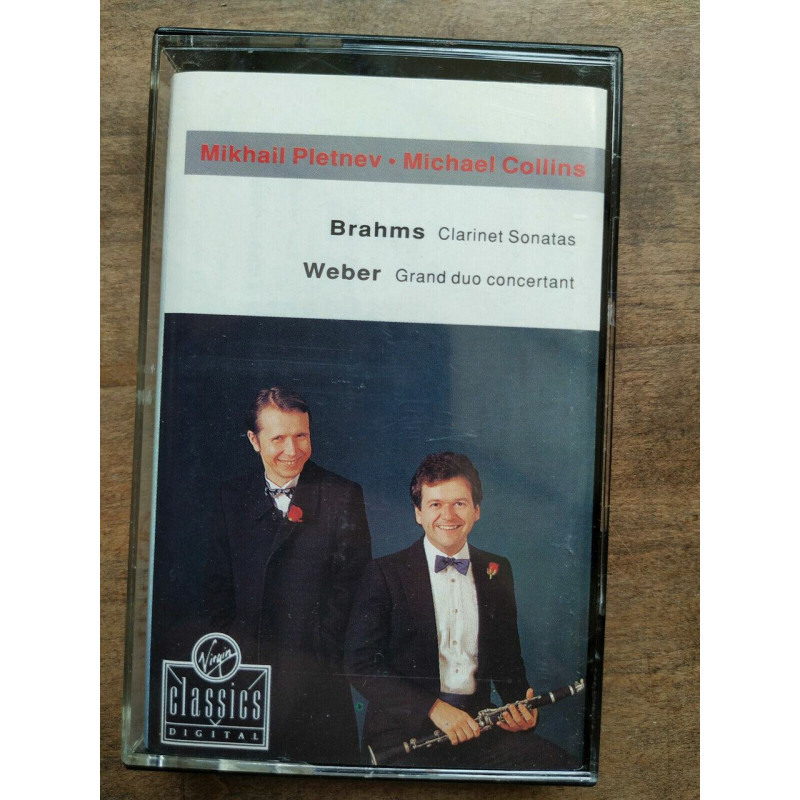 Mikhail Pletnev • Michael Collins
Brahms Clarinet Sonatas
Weber Grand duo concertant
Virgin
classics
DIGITAL